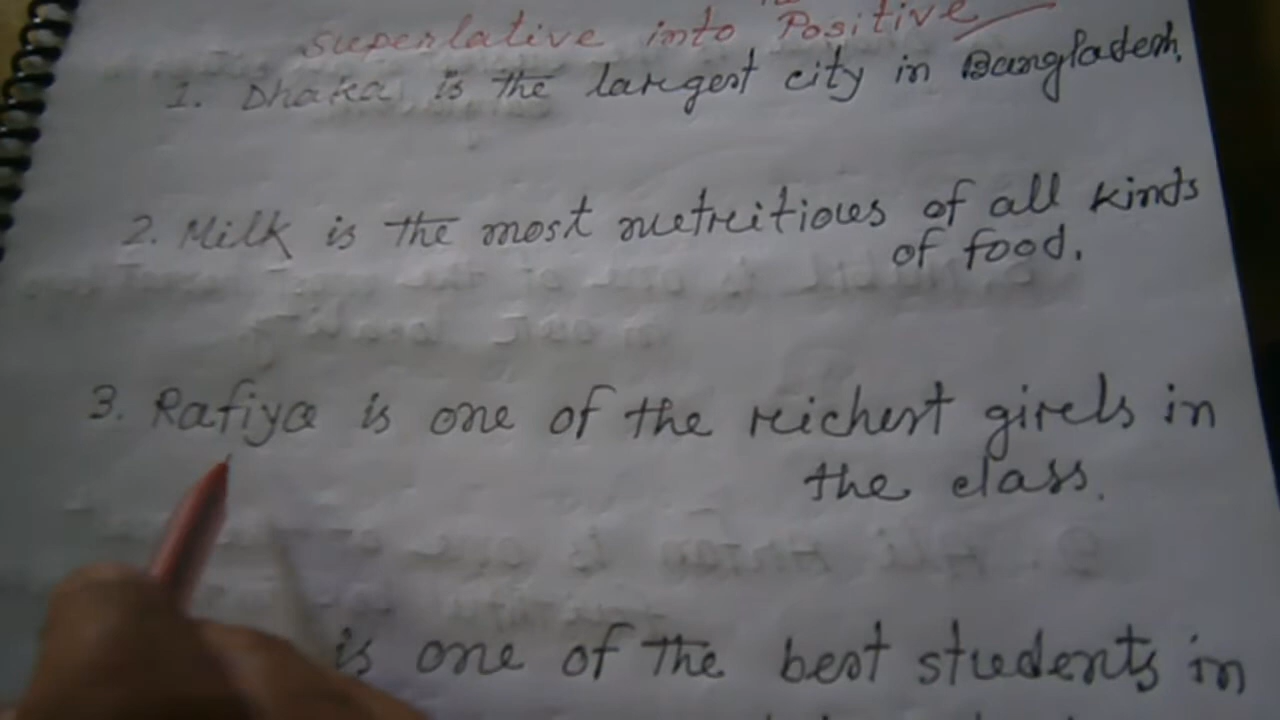 Superlative into Positive
1. Dhaka is the largest city in Bangladesh.
2. Milk is the most nutritious of all kinds
of food.
3. Rafiya is one of the richest girls in
the class.
is one of the best students in